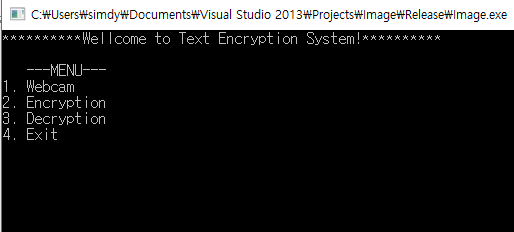 C:₩Users₩simdy₩Documents₩Visual Studio 2013₩Projects₩Image₩Release₩Image.exe
**********Wellcome to Text Encryption System!**********
---MENU---
1. Webcam
2. Encryption
3. Decryption
4. Exit